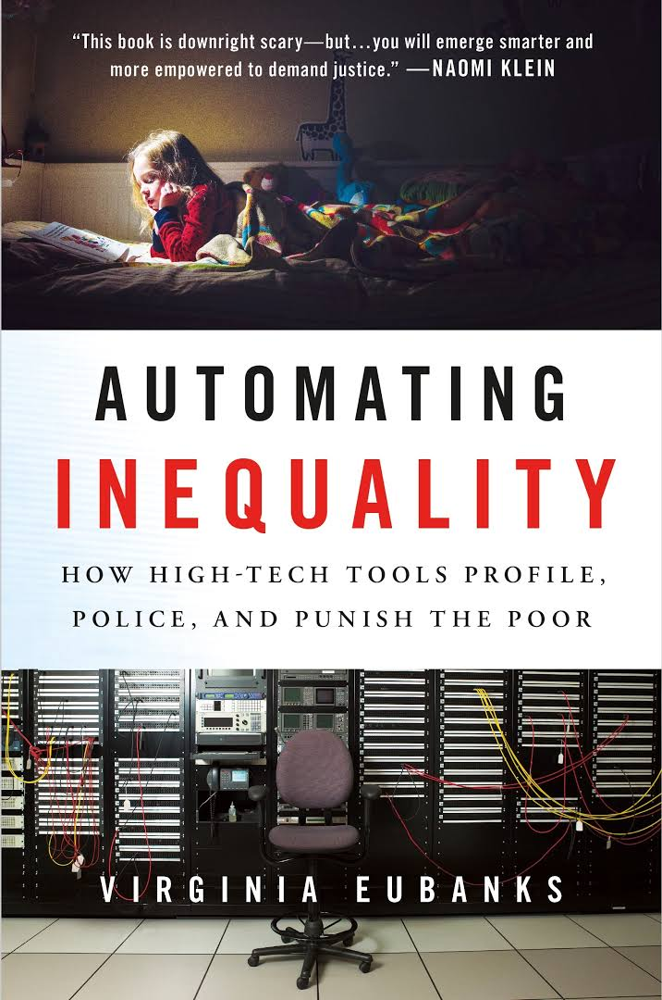 “This book is downright scary—but…you will emerge smarter and
more empowered to demand justice.” —NAOMI KLEIN
AUTOMATING
INEQUALITY
HOW HIGH-TECH TOOLS PROFILE,
POLICE, AND PUNISH THE POOR
VIRGINIA EUBANKS